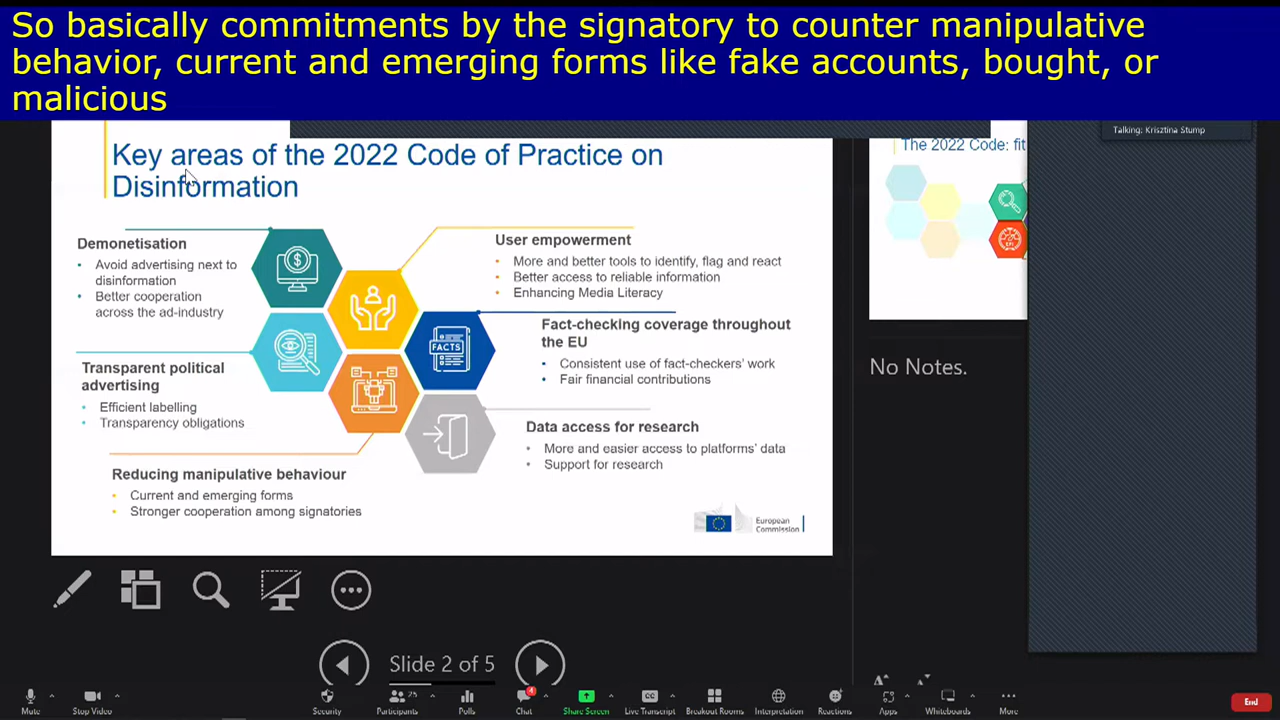 So basically commitments by the signatory to counter manipulative
behavior, current and emerging forms like fake accounts, bought, or
malicious
Talking: Krisztina Stump
Key areas of the 2022 Code of Practice on
Disinformation
Demonetisation
• Avoid advertising next to
disinformation
• Better cooperation
across the ad-industry
Transparent political
advertising
• Efficient labelling
• Transparency obligations
Reducing manipulative behaviour
• Current and emerging forms
• Stronger cooperation among signatories
User empowerment
• More and better tools to identify, flag and react
• Better access to reliable information
• Enhancing Media Literacy
FACTS
Fact-checking coverage throughout
the EU
• Consistent use of fact-checkers' work
• Fair financial contributions
Data access for research
• More and easier access to platforms' data
• Support for research
European
Commission
The 2022 Code: fit
KPI
No Notes.
Slide 2 of 5
A A
Mute
Stop Video
Security
Participants
Polls
4
Chat
Share Screen
CC
Live Transcript
Breakout Rooms
Interpretation
Reactions
Apps
Whiteboards
More
End